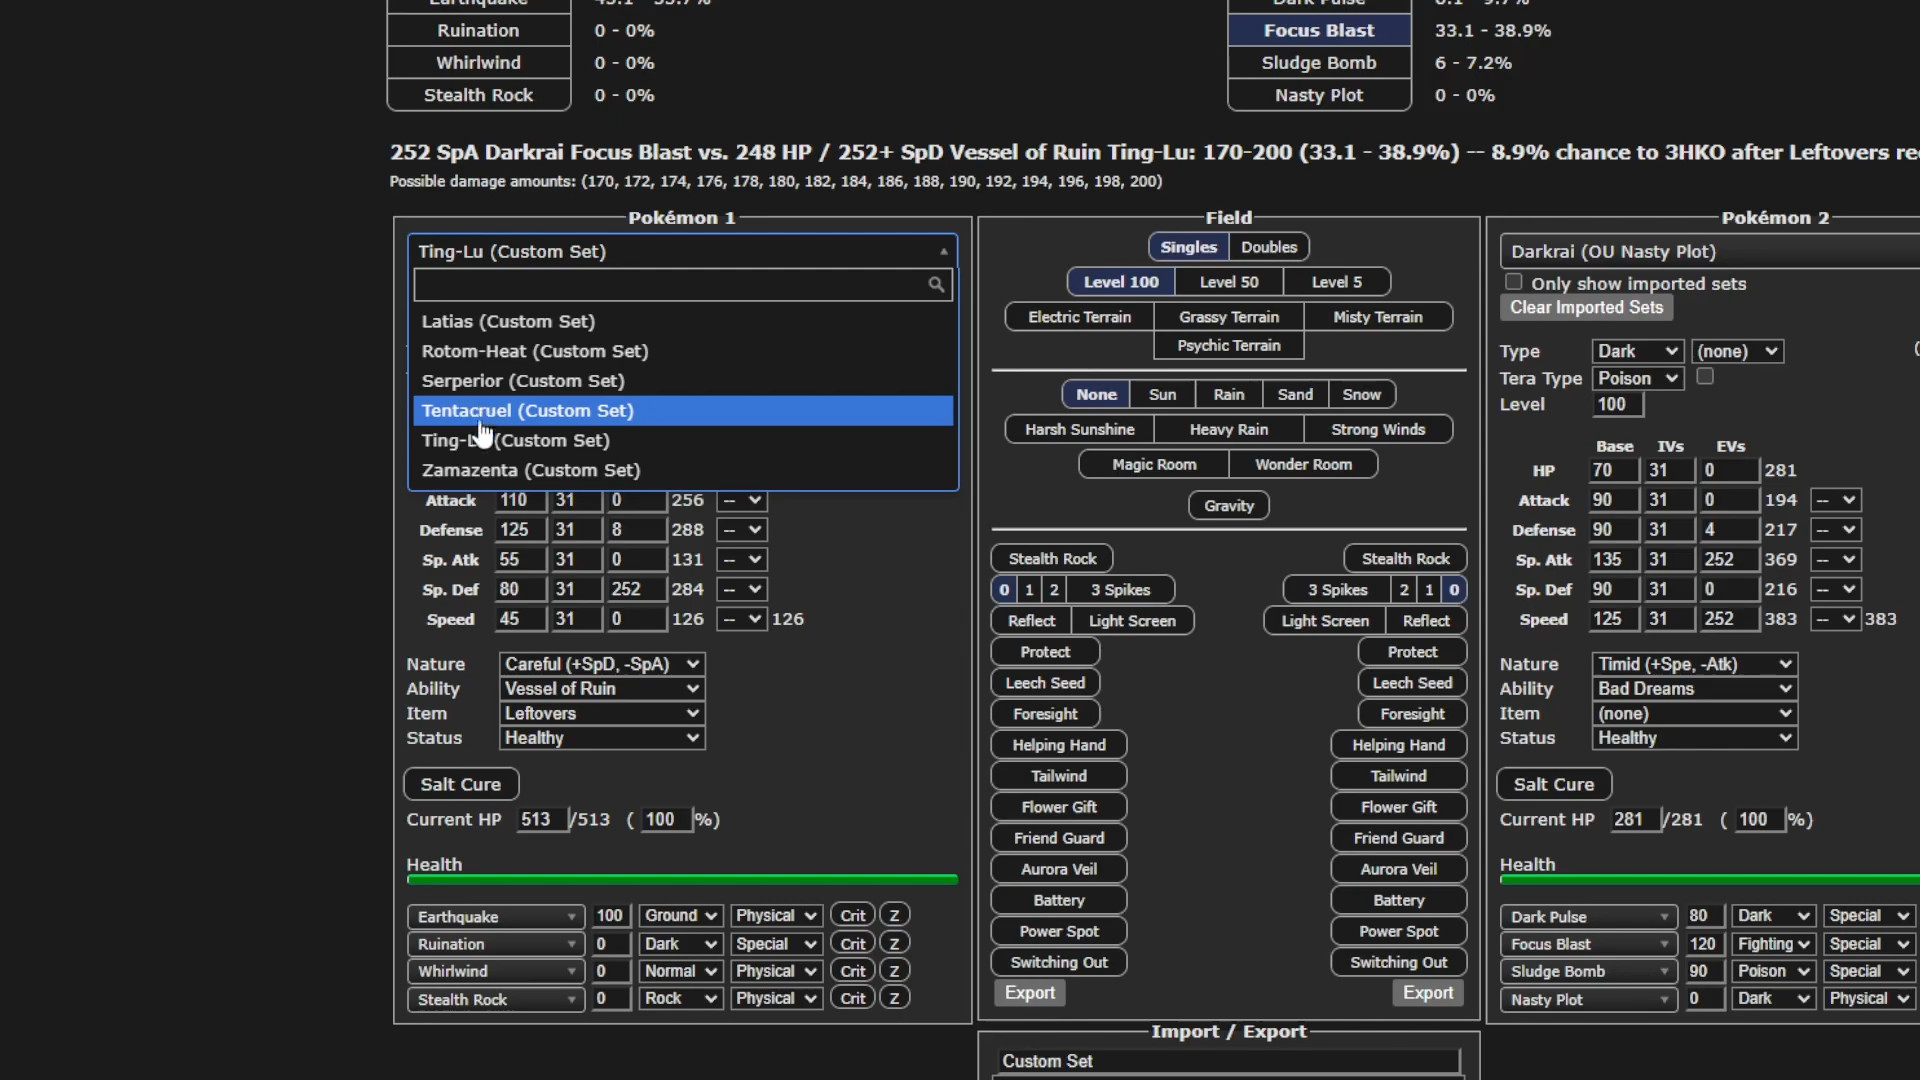 Earthquake 43.1 - 53.7%
Ruination 0 - 0%
Whirlwind 0 - 0%
Stealth Rock 0 - 0%
Dark Pulse
Focus Blast 33.1 - 38.9%
Sludge Bomb 6 - 7.2%
Nasty Plot 0 - 0%
252 SpA Darkrai Focus Blast vs. 248 HP / 252+ SpD Vessel of Ruin Ting-Lu: 170-200 (33.1 - 38.9%) -- 8.9% chance to 3HKO after Leftovers
Possible damage amounts: (170, 172, 174, 176, 178, 180, 182, 184, 186, 188, 190, 192, 194, 196, 198, 200)
Pokémon 1
Ting-Lu (Custom Set)
Latias (Custom Set)
Rotom-Heat (Custom Set)
Serperior (Custom Set)
Tentacruel (Custom Set)
(Custom Set)
Zamazenta (Custom Set)
Attack 110 31 0 256 --
Defense 125 31 8 288 --
Sp. Atk 55 31 0 131 --
Sp. Def 80 31 252 284 --
Speed 45 31 0 126 -- 126
Nature Careful (+SpD, -SpA)
Ability Vessel of Ruin
Item Leftovers
Status Healthy
Salt Cure
Current HP 513 /513 ( 100 %)
Health
Earthquake 100 Ground Physical Crit Z
Ruination 0 Dark Special Crit Z
Whirlwind 0 Normal Physical Crit Z
Stealth Rock 0 Rock Physical Crit Z
Field
Singles Doubles
Level 100 Level 50 Level 5
Electric Terrain Grassy Terrain Misty Terrain
Psychic Terrain
None Sun Rain Sand Snow
Harsh Sunshine Heavy Rain Strong Winds
Magic Room Wonder Room
Gravity
Stealth Rock Stealth Rock
0 1 2 3 Spikes 3 Spikes 2 1 0
Reflect Light Screen Light Screen Reflect
Protect Protect
Leech Seed Leech Seed
Foresight Foresight
Helping Hand Helping Hand
Tailwind Tailwind
Flower Gift Flower Gift
Friend Guard Friend Guard
Aurora Veil Aurora Veil
Battery Battery
Power Spot Power Spot
Switching Out Switching Out
Export Export
Import / Export
Custom Set
Pokémon 2
Darkrai (OU Nasty Plot)
Only show imported sets
Clear Imported Sets
Type Dark (none) (
Tera Type Poison
Level 100
Base IVs EVs
HP 70 31 0 281
Attack 90 31 0 194 --
Defense 90 31 4 217 --
Sp. Atk 135 31 252 369 --
Sp. Def 90 31 0 216 --
Speed 125 31 252 383 -- 383
Nature Timid (+Spe, -Atk)
Ability Bad Dreams
Item (none)
Status Healthy
Salt Cure
Current HP 281 /281 ( 100 %)
Health
Dark Pulse 80 Dark Special
Focus Blast 120 Fighting Special
Sludge Bomb 90 Poison Special
Nasty Plot 0 Dark Physical